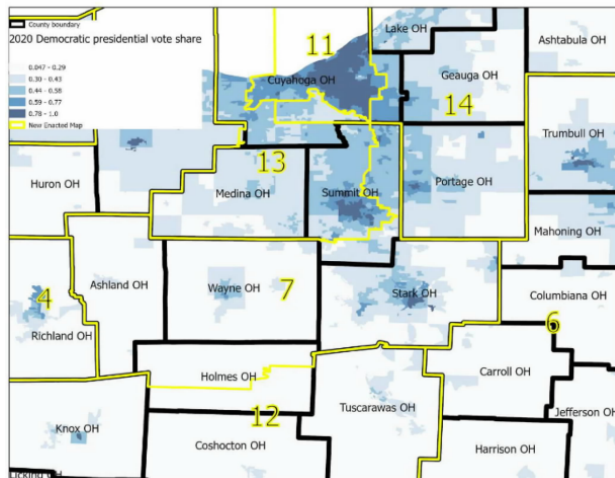 County boundary
2020 Democratic presidential vote share
0.047 - 0.29
0.30 - 0.43
0.44 - 0.58
0.59 - 0.77
0.78 - 1.0
New Enacted Map
11
Lake OH
Ashtabula OH
Cuyahoga OH
Geauga OH
14
Trumbull OH
Huron OH
13
Medina OH
Summit OH
Portage OH
Mahoning OH
4
Ashland OH
Wayne OH
7
Stark OH
Columbiana OH
Richland OH
6
Holmes OH
Carroll OH
12
Tuscarawas OH
Jefferson OH
Knox OH
Coshocton OH
Harrison OH